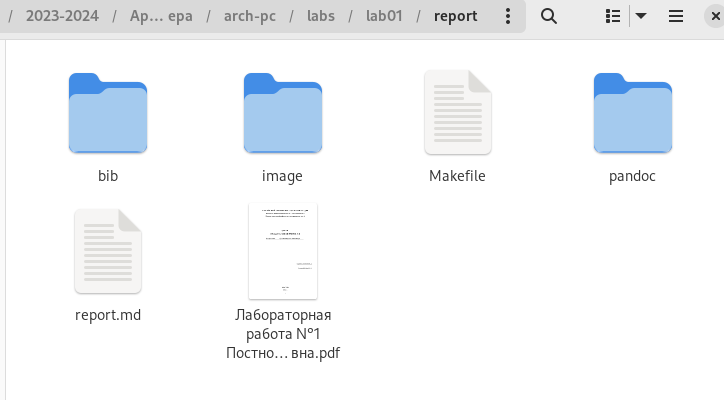 / 2023-2024 / Ар… ера / arch-pc / labs / lab01 / report
bib
image
Makefile
pandoc
report.md
Лабораторная
работа №1
Постно… вна.pdf